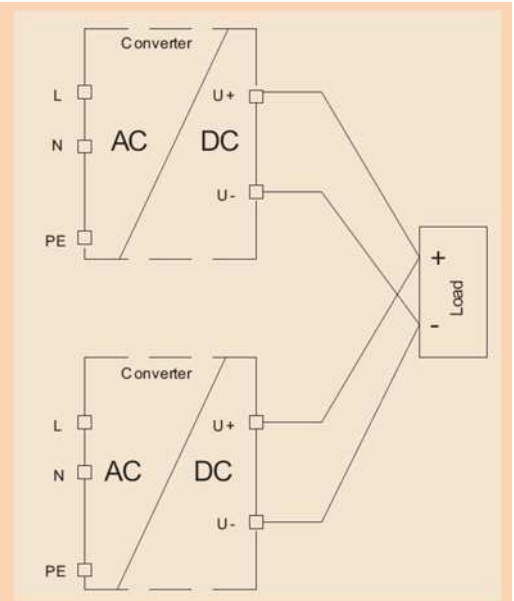 Converter
L
U+
N
AC
DC
U-
PE
+
Load
-
Converter
L
U+
N
AC
DC
U-
PE